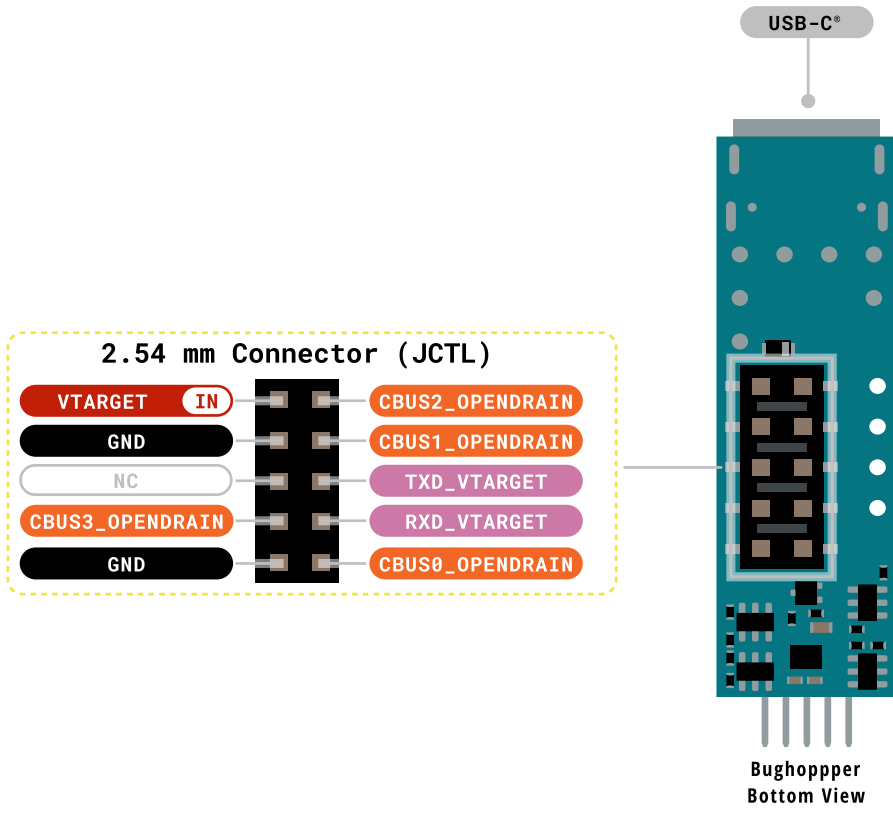 USB-C®
2.54 mm Connector (JCTL)
VTARGET IN CBUS2_OPENDRAIN
GND CBUS1_OPENDRAIN
NC TXD_VTARGET
CBUS3_OPENDRAIN RXD_VTARGET
GND CBUS0_OPENDRAIN
Bughoppper
Bottom View